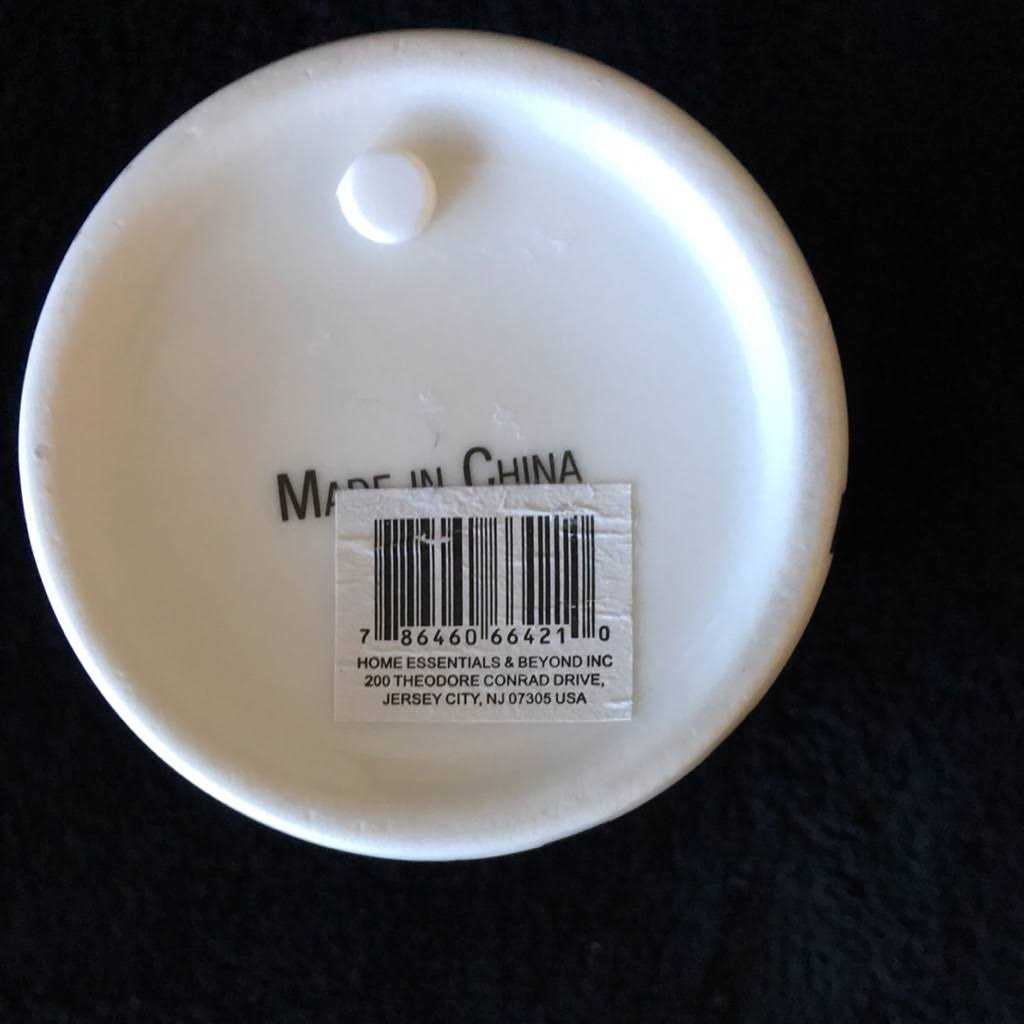 MADE IN CHINA
7 86460 66421 0
HOME ESSENTIALS & BEYOND INC
200 THEODORE CONRAD DRIVE,
JERSEY CITY, NJ 07305 USA